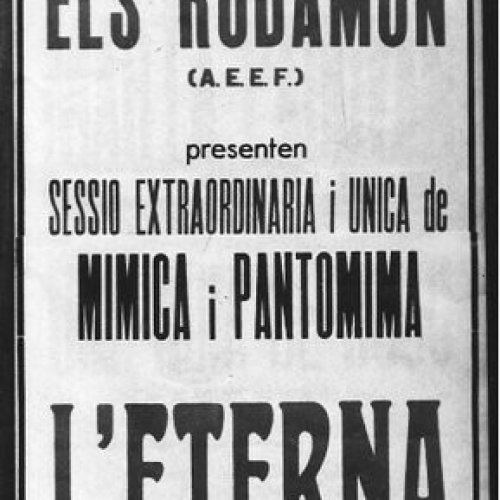 ELS RODAMON
(A.E.E.F.)
presenten
SESSIO EXTRAORDINARIA i UNICA de
MIMICA i PANTOMIMA
L'ETERNA